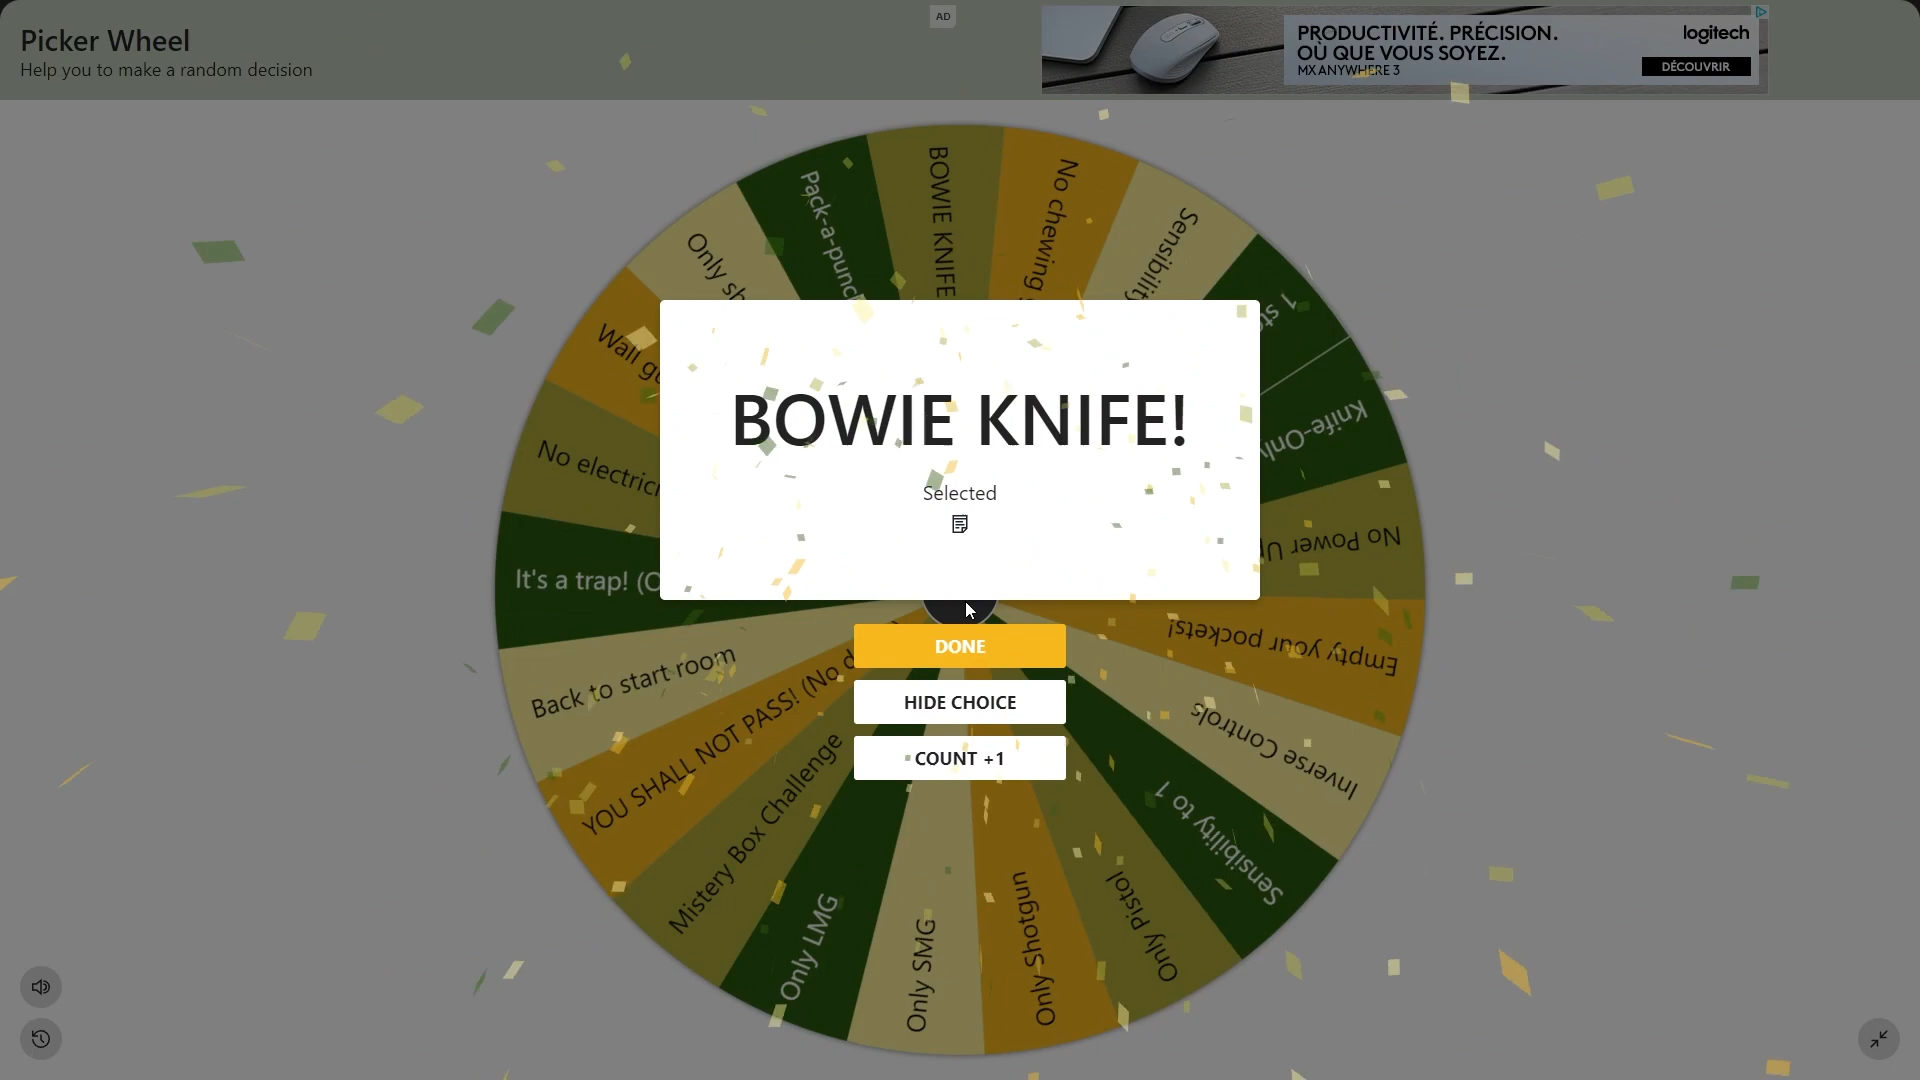 Picker Wheel
Help you to make a random decision
AD
PRODUCTIVITÉ. PRÉCISION.
OÙ QUE VOUS SOYEZ.
MX ANYWHERE 3
logitech
DÉCOUVRIR
BOWIE KNIFE
No chewing
Sensibility
1
Knife-Only
No Power
Empty your pockets!
Inverse Controls
Sensibility to 1
Only Pistol
Only Shotgun
Only SMG
Only LMG
Mistery Box Challenge
YOU SHALL NOT PASS! (No
Back to start room
It's a trap! (O
No electric
Wall
Only sh
Pack-a-punch
BOWIE KNIFE!
Selected
DONE
HIDE CHOICE
COUNT +1